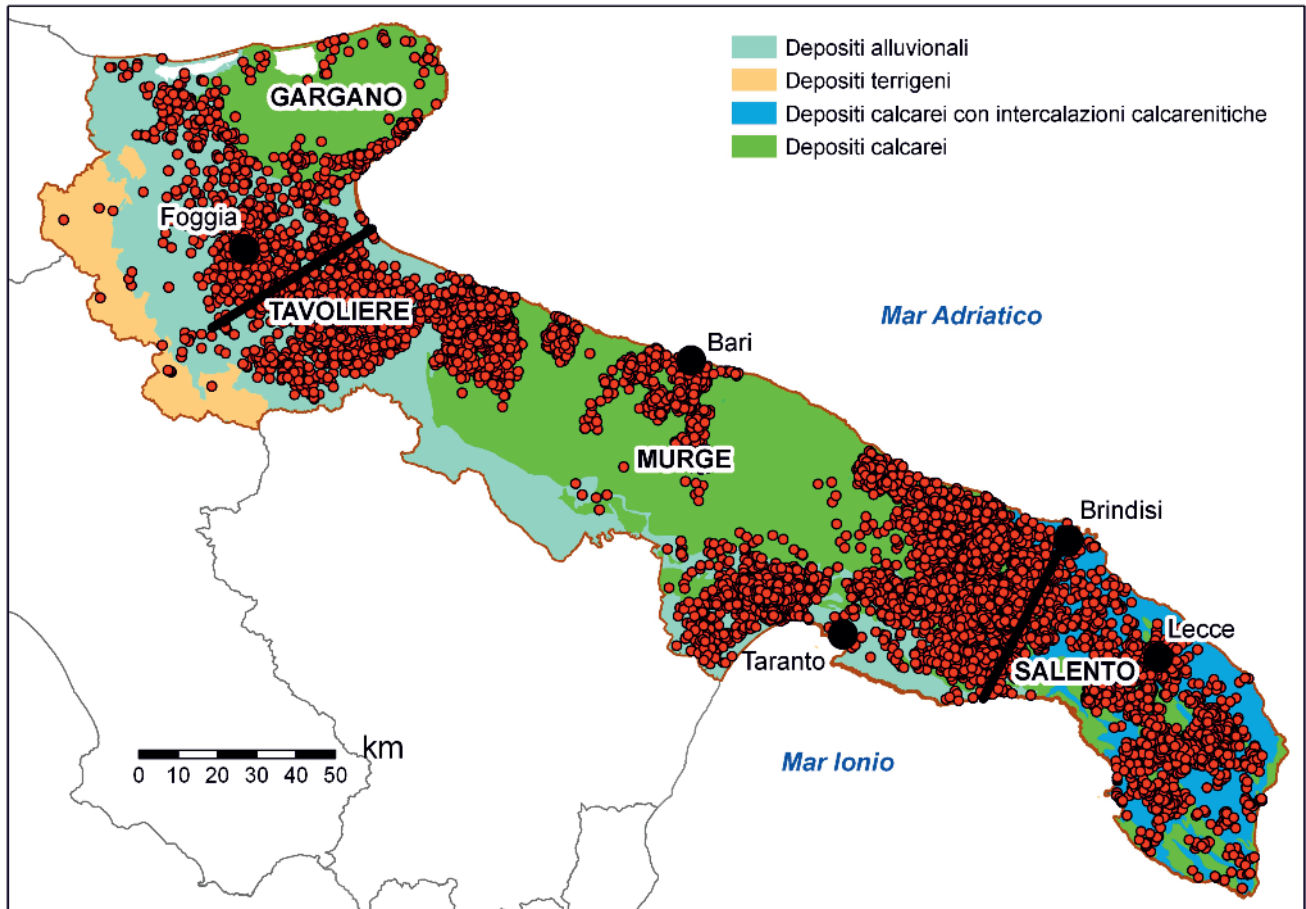 Depositi alluvionali
Depositi terrigeni
Depositi calcarei con intercalazioni calcarenitiche
Depositi calcarei
GARGANO
Foggia
TAVOLIERE
Mar Adriatico
Bari
MURGE
Brindisi
Lecce
Taranto
SALENTO
km
0 10 20 30 40 50
Mar Ionio